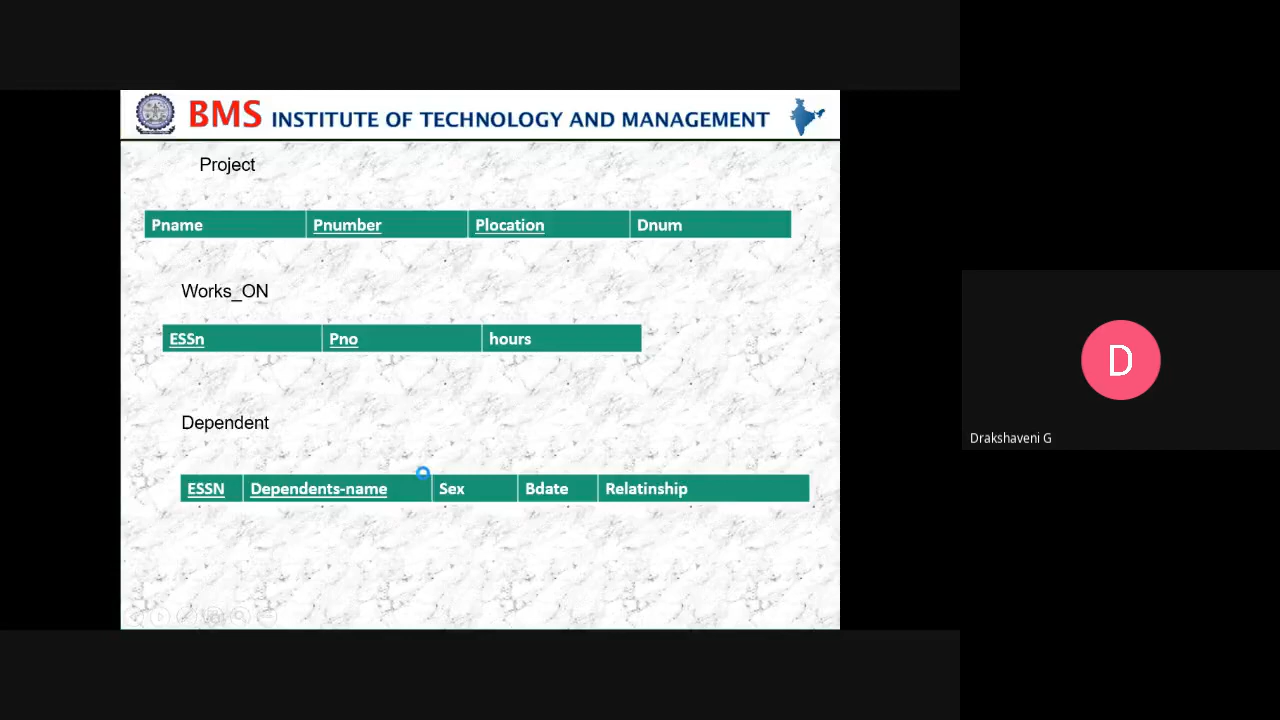 BMS INSTITUTE OF TECHNOLOGY AND MANAGEMENT
Project
Pname Pnumber Plocation Dnum
Works_ON
ESSn Pno hours
Dependent
ESSN Dependents-name Sex Bdate Relatinship
D
Drakshaveni G